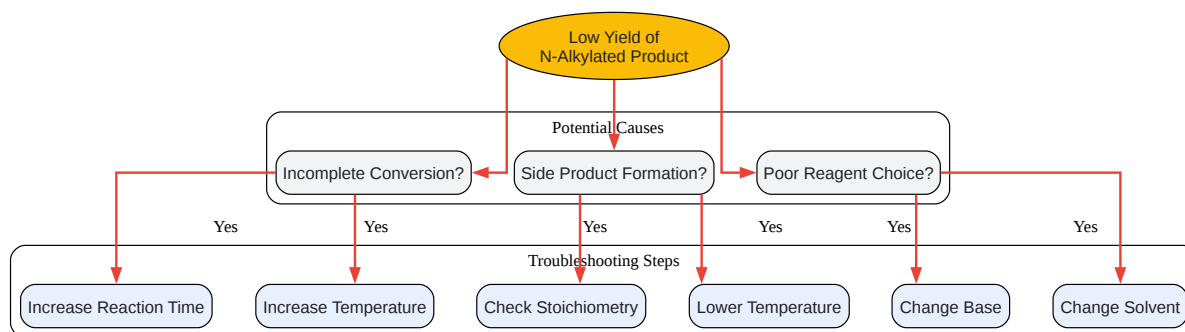 Low Yield of
N-Alkylated Product
Potential Causes
Incomplete Conversion?
Side Product Formation?
Poor Reagent Choice?
Yes
Yes
Yes
Yes
Yes
Yes
Troubleshooting Steps
Increase Reaction Time
Increase Temperature
Check Stoichiometry
Lower Temperature
Change Base
Change Solvent